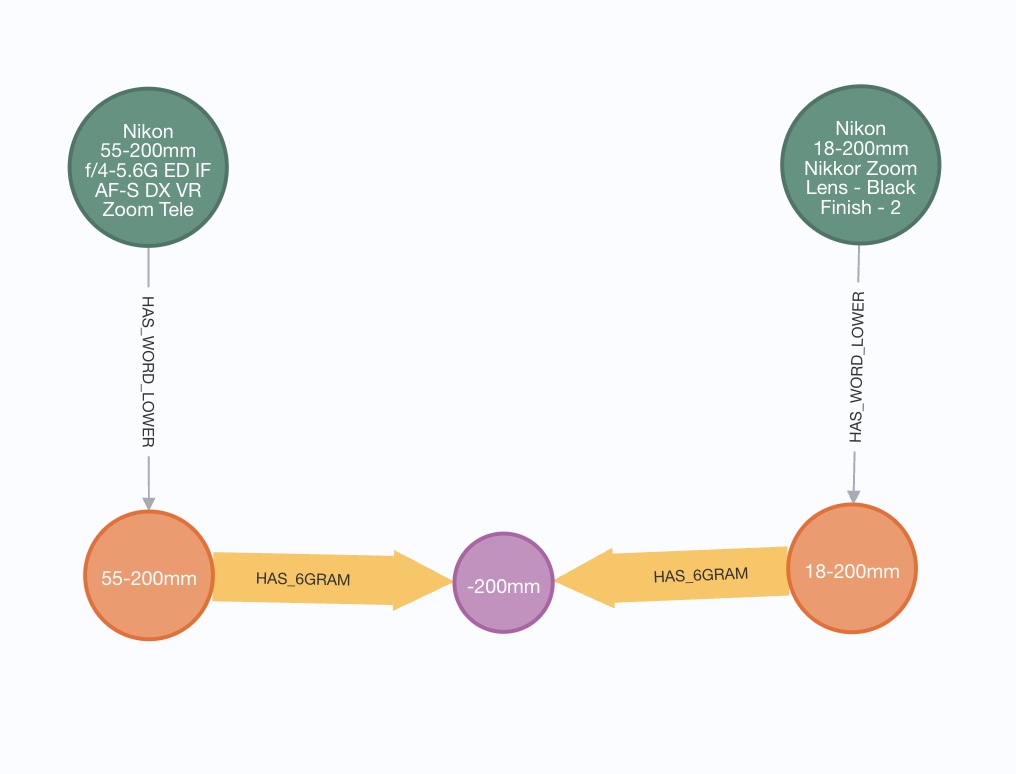 Nikon
55-200mm
f/4-5.6G ED IF
AF-S DX VR
Zoom Tele
Nikon
18-200mm
Nikkor Zoom
Lens - Black
Finish - 2
HAS_WORD_LOWER
HAS_WORD_LOWER
55-200mm
HAS_6GRAM
-200mm
HAS_6GRAM
18-200mm